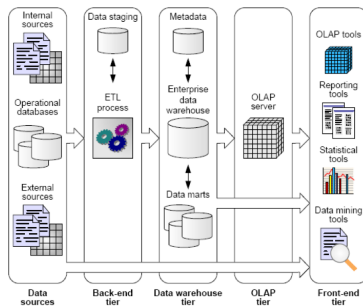 Internal
sources
Operational
databases
External
sources
Data
sources
Data staging
ETL
process
Back-end
tier
Metadata
Enterprise
data
warehouse
Data marts
Data warehouse
tier
OLAP
server
OLAP
tier
OLAP tools
Reporting
tools
Statistical
tools
Data mining
tools
Front-end
tier